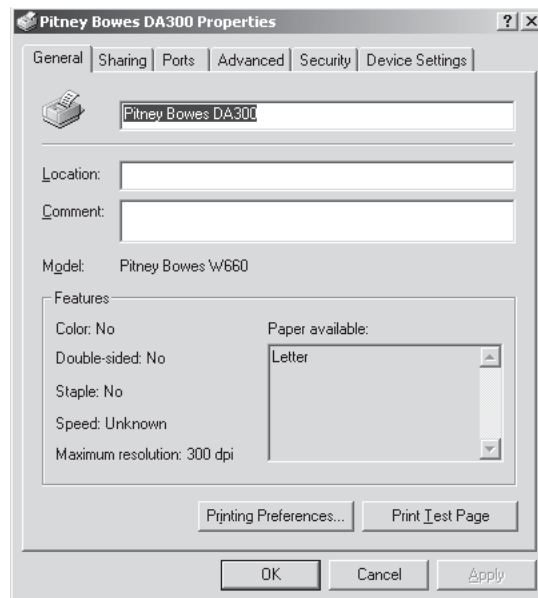 Pitney Bowes DA300 Properties
General Sharing Ports Advanced Security Device Settings
Pitney Bowes DA300
Location:
Comment:
Model: Pitney Bowes W660
Features
Color: No Paper available:
Double-sided: No Letter
Staple: No
Speed: Unknown
Maximum resolution: 300 dpi
Printing Preferences... Print Test Page
OK Cancel Apply